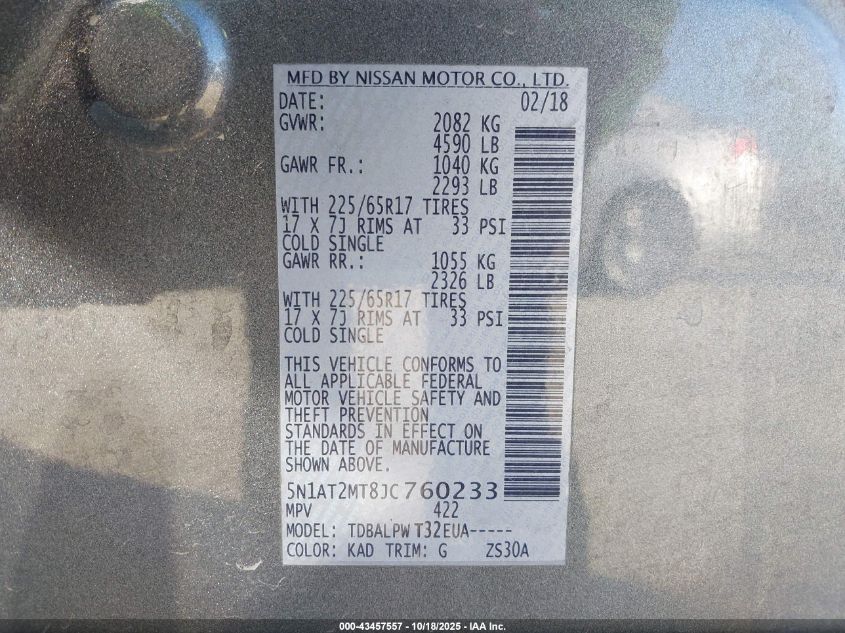 MFD BY NISSAN MOTOR CO., LTD.
DATE: 02/18
GVWR: 2082 KG
4590 LB
GAWR FR.: 1040 KG
2293 LB
WITH 225/65R17 TIRES
17 X 7J RIMS AT 33 PSI
COLD SINGLE
GAWR RR.: 1055 KG
2326 LB
WITH 225/65R17 TIRES
17 X 7J RIMS AT 33 PSI
COLD SINGLE
THIS VEHICLE CONFORMS TO
ALL APPLICABLE FEDERAL
MOTOR VEHICLE SAFETY AND
THEFT PREVENTION
STANDARDS IN EFFECT ON
THE DATE OF MANUFACTURE
SHOWN ABOVE.
5N1AT2MT8JC760233
MPV 422
MODEL: TDBALPW T32EUA-----
COLOR: KAD TRIM: G ZS30A
000-43457557 - 10/18/2025 - IAA Inc.